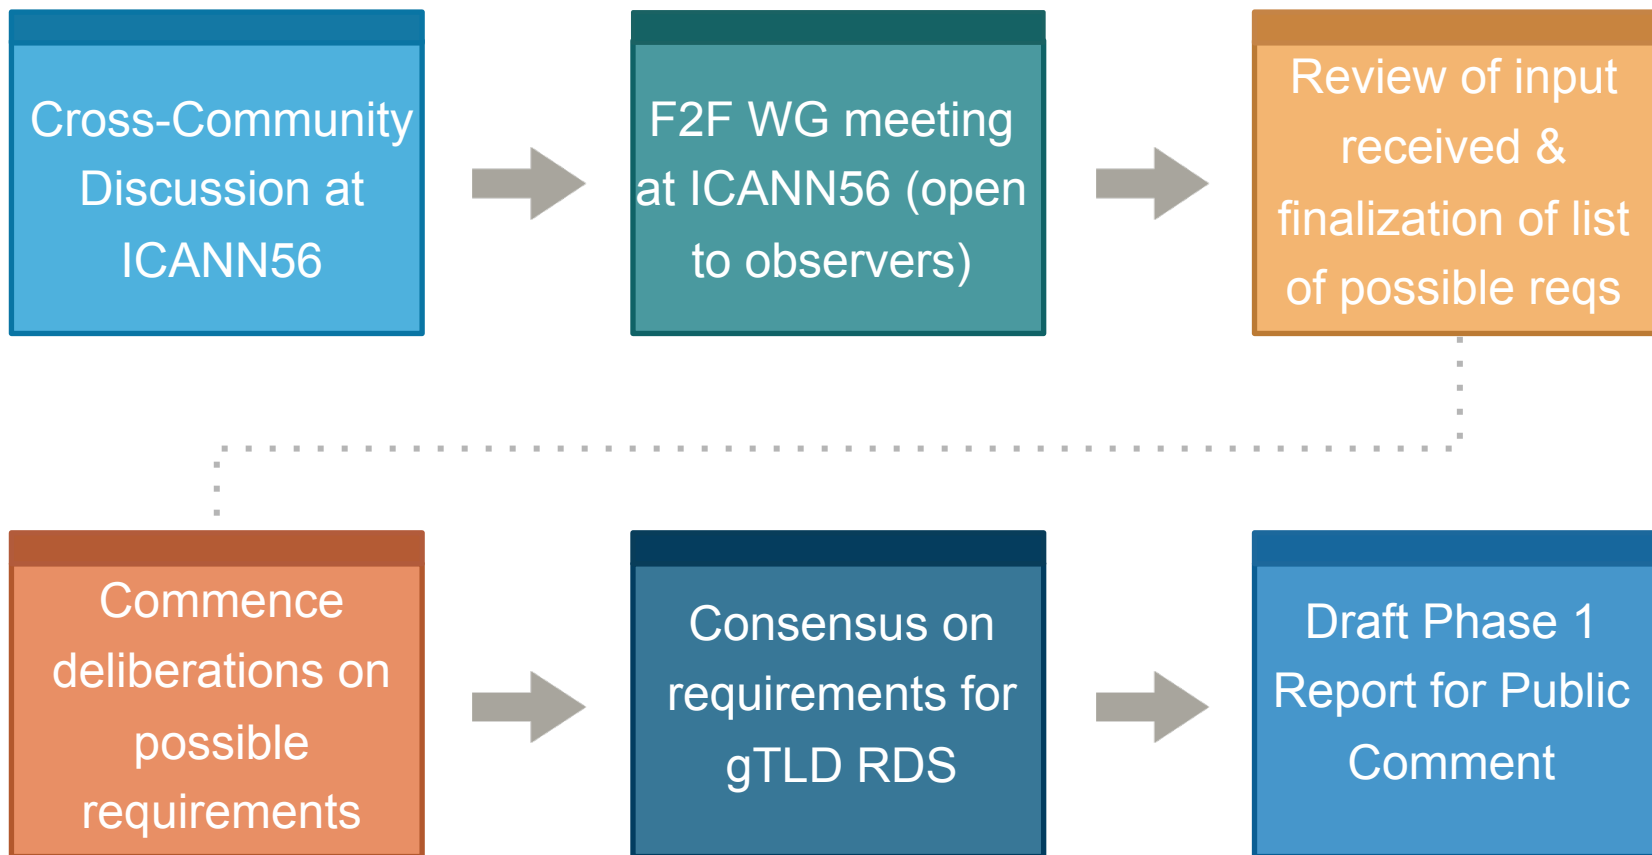 Cross-Community
Discussion at
ICANN56
F2F WG meeting
at ICANN56 (open
to observers)
Review of input
received &
finalization of list
of possible reqs
Commence
deliberations on
possible
requirements
Consensus on
requirements for
gTLD RDS
Draft Phase 1
Report for Public
Comment